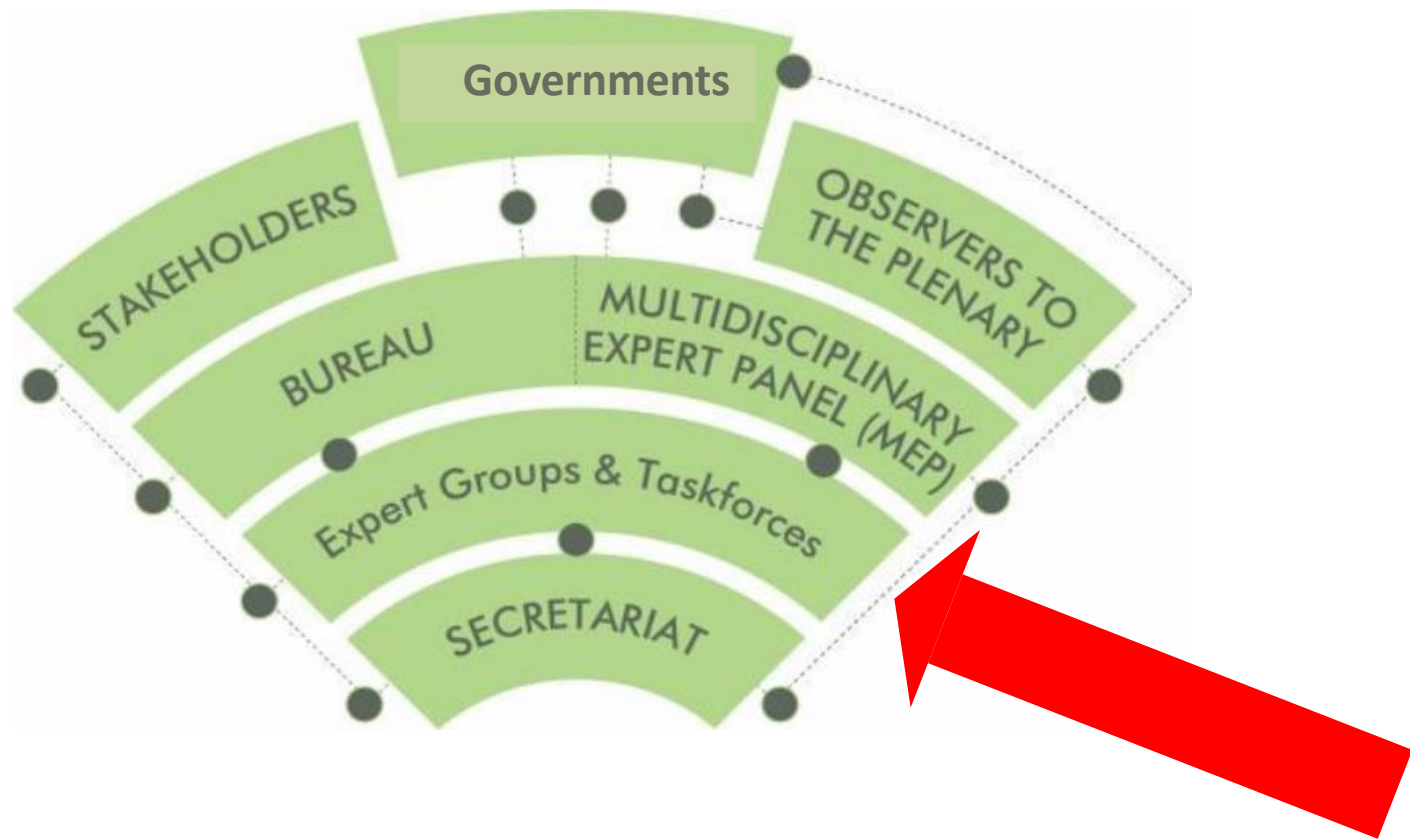 Governments
STAKEHOLDERS
OBSERVERS TO
THE PLENARY
BUREAU
MULTIDISCIPLINARY
EXPERT PANEL (MEP)
Expert Groups & Taskforces
SECRETARIAT